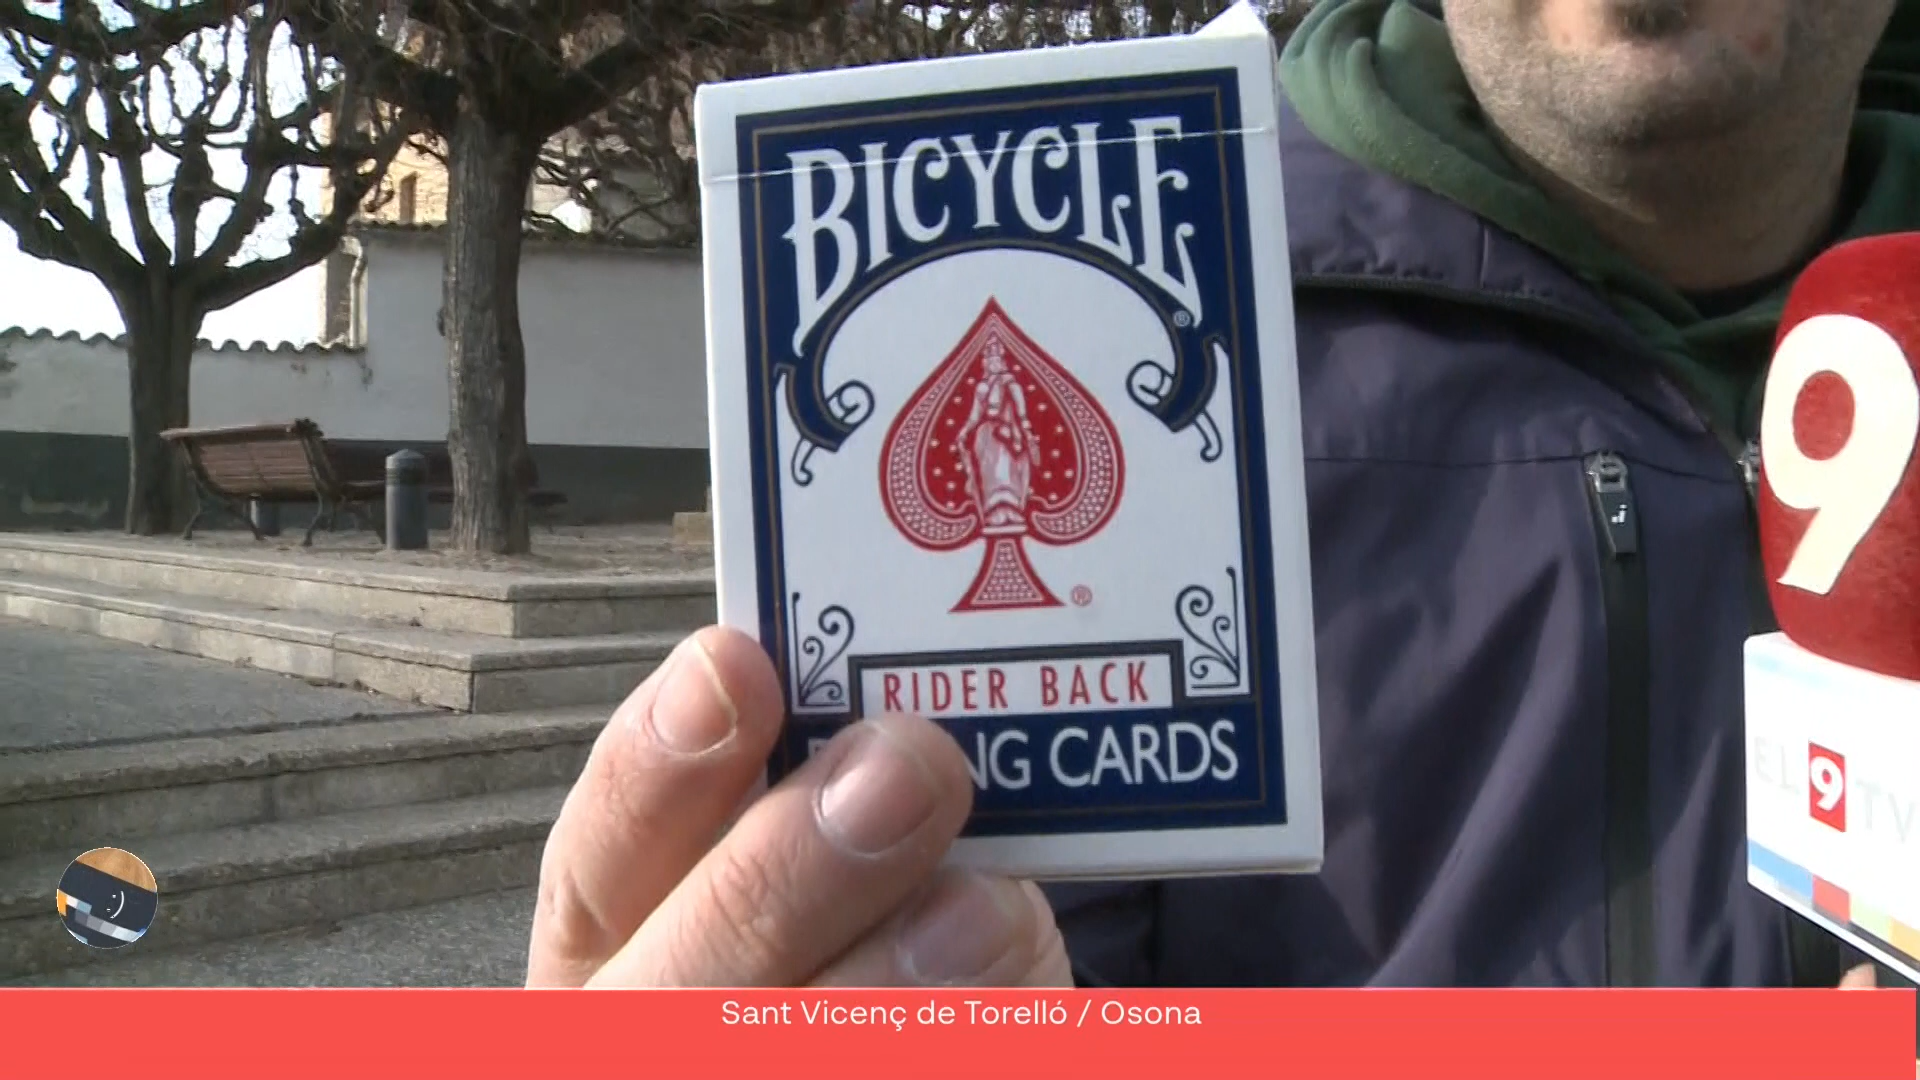 BICYCLE
®
®
RIDER BACK
CARDS
9
EL 9 TV
Sant Vicenç de Torelló / Osona